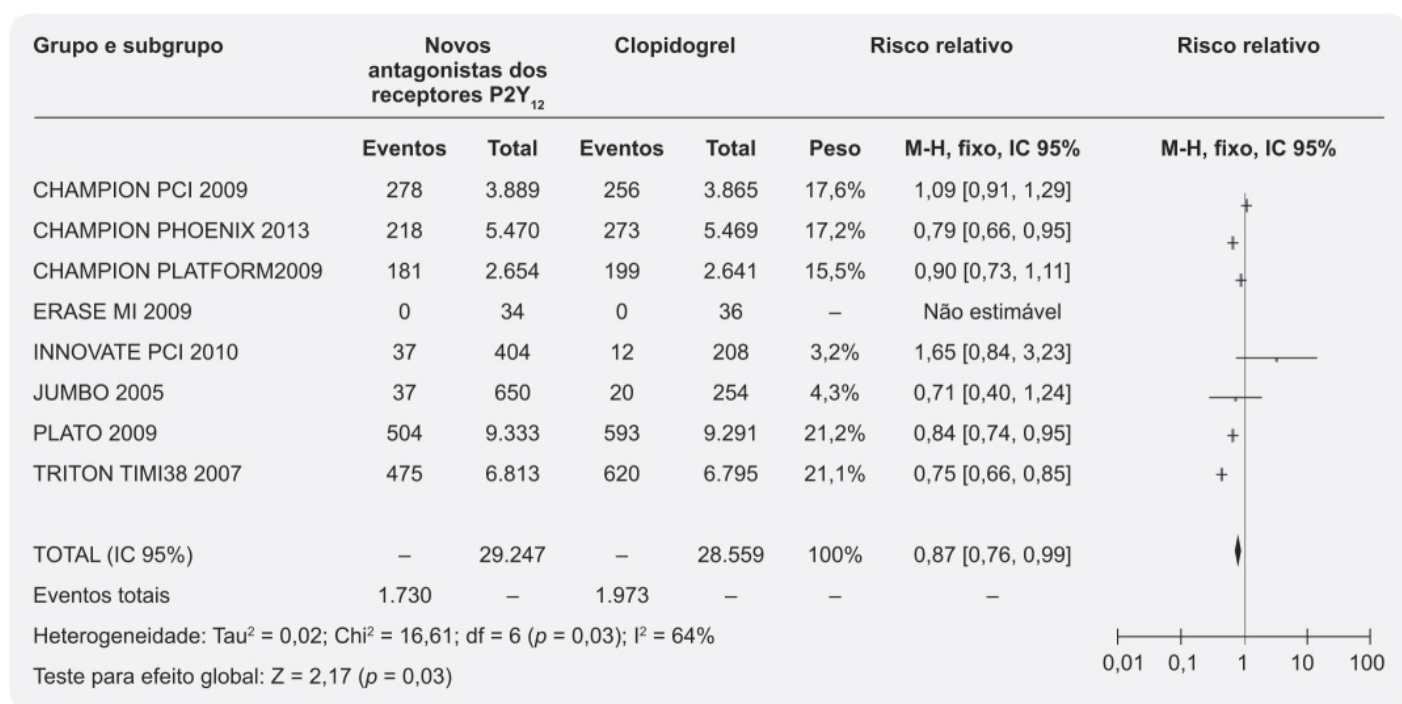 Grupo e subgrupo Novos antagonistas dos receptores P2Y₁₂ Clopidogrel Risco relativo Risco relativo
Eventos Total Eventos Total Peso M-H, fixo, IC 95% M-H, fixo, IC 95%
CHAMPION PCI 2009 278 3.889 256 3.865 17,6% 1,09 [0,91, 1,29]
CHAMPION PHOENIX 2013 218 5.470 273 5.469 17,2% 0,79 [0,66, 0,95]
CHAMPION PLATFORM2009 181 2.654 199 2.641 15,5% 0,90 [0,73, 1,11]
ERASE MI 2009 0 34 0 36 – Não estimável
INNOVATE PCI 2010 37 404 12 208 3,2% 1,65 [0,84, 3,23]
JUMBO 2005 37 650 20 254 4,3% 0,71 [0,40, 1,24]
PLATO 2009 504 9.333 593 9.291 21,2% 0,84 [0,74, 0,95]
TRITON TIMI38 2007 475 6.813 620 6.795 21,1% 0,75 [0,66, 0,85]
TOTAL (IC 95%) – 29.247 – 28.559 100% 0,87 [0,76, 0,99]
Eventos totais 1.730 – 1.973 – – –
Heterogeneidade: Tau² = 0,02; Chi² = 16,61; df = 6 (p = 0,03); I² = 64%
Teste para efeito global: Z = 2,17 (p = 0,03)
0,01 0,1 1 10 100